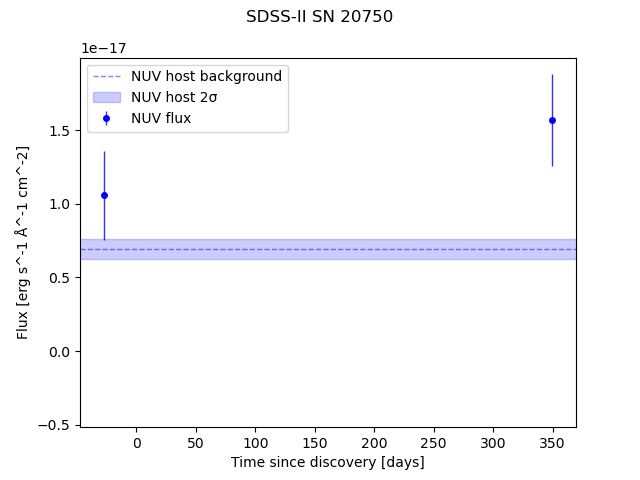 SDSS-II SN 20750
1e−17
NUV host background
NUV host 2σ
NUV flux
1.5
1.0
0.5
0.0
−0.5
Flux [erg s^-1 Å^-1 cm^-2]
0 50 100 150 200 250 300 350
Time since discovery [days]